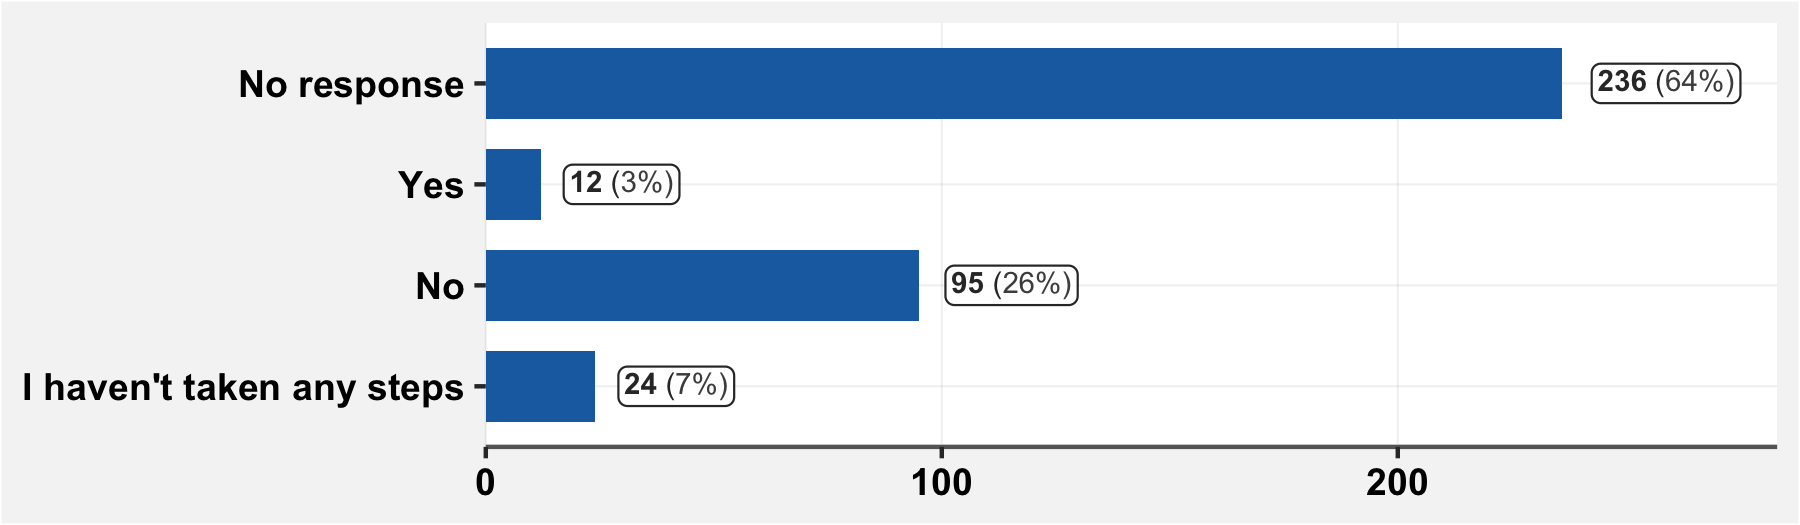 No response 236 (64%)
Yes 12 (3%)
No 95 (26%)
I haven't taken any steps 24 (7%)
0 100 200